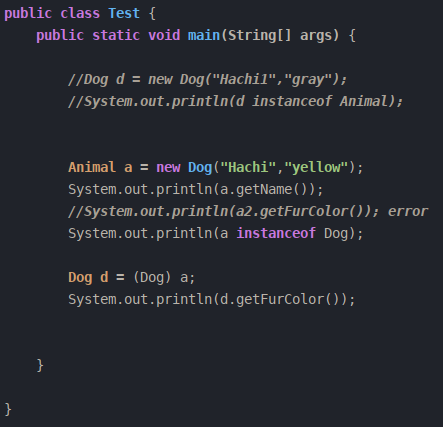 public class Test {
    public static void main(String[] args) {
        //Dog d = new Dog("Hachi1","gray");
        //System.out.println(d instanceof Animal);
        Animal a = new Dog("Hachi","yellow");
        System.out.println(a.getName());
        //System.out.println(a2.getFurColor()); error
        System.out.println(a instanceof Dog);
        Dog d = (Dog) a;
        System.out.println(d.getFurColor());
    }
}